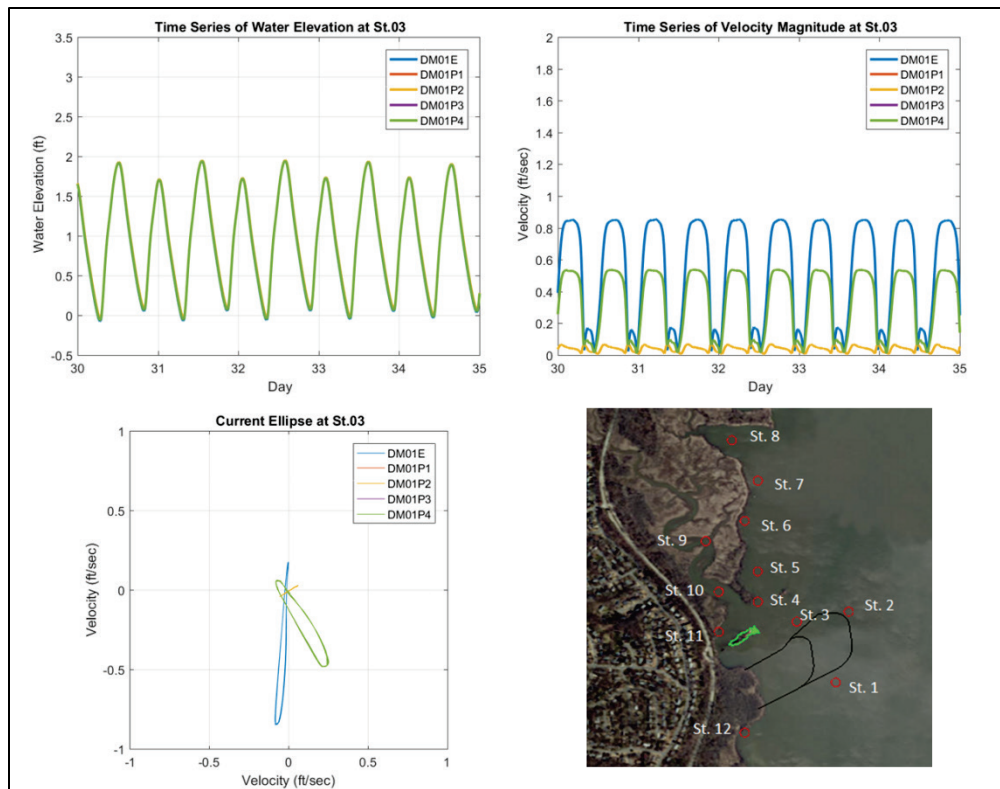 Time Series of Water Elevation at St.03
3.5
3
2.5
2
1.5
1
0.5
0
-0.5
Water Elevation (ft)
30 31 32 33 34 35
Day
DM01E
DM01P1
DM01P2
DM01P3
DM01P4
Time Series of Velocity Magnitude at St.03
2
1.8
1.6
1.4
1.2
1
0.8
0.6
0.4
0.2
0
Velocity (ft/sec)
30 31 32 33 34 35
Day
DM01E
DM01P1
DM01P2
DM01P3
DM01P4
Current Ellipse at St.03
1
0.5
0
-0.5
-1
Velocity (ft/sec)
-1 -0.5 0 0.5 1
Velocity (ft/sec)
DM01E
DM01P1
DM01P2
DM01P3
DM01P4
St. 8
St. 7
St. 6
St. 9
St. 5
St. 10
St. 4
St. 2
St. 3
St. 11
St. 1
St. 12